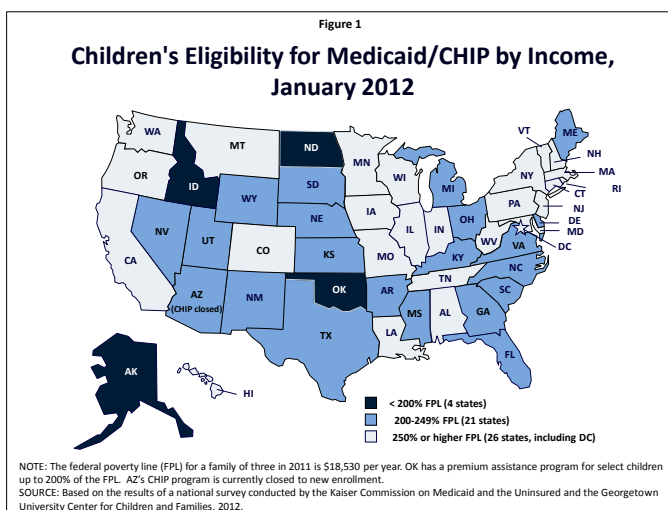 Figure 1
Children's Eligibility for Medicaid/CHIP by Income,
January 2012
WA
OR
CA
MT
ID
NV
UT
WY
CO
AZ
(CHIP closed)
NM
ND
SD
NE
KS
OK
TX
MN
IA
MO
AR
LA
WI
IL
IN
MI
OH
KY
TN
MS
AL
GA
FL
SC
NC
VA
WV
PA
NY
VT
ME
NH
MA
RI
CT
NJ
DE
MD
DC
AK
HI
< 200% FPL (4 states)
200-249% FPL (21 states)
250% or higher FPL (26 states, including DC)
NOTE: The federal poverty line (FPL) for a family of three in 2011 is $18,530 per year. OK has a premium assistance program for select children
up to 200% of the FPL. AZ's CHIP program is currently closed to new enrollment.
SOURCE: Based on the results of a national survey conducted by the Kaiser Commission on Medicaid and the Uninsured and the Georgetown
University Center for Children and Families, 2012.